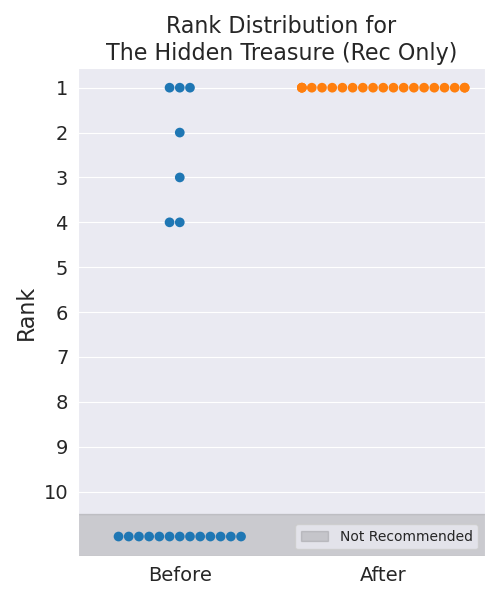 Rank Distribution for
The Hidden Treasure (Rec Only)
Rank
1
2
3
4
5
6
7
8
9
10
Not Recommended
Before
After